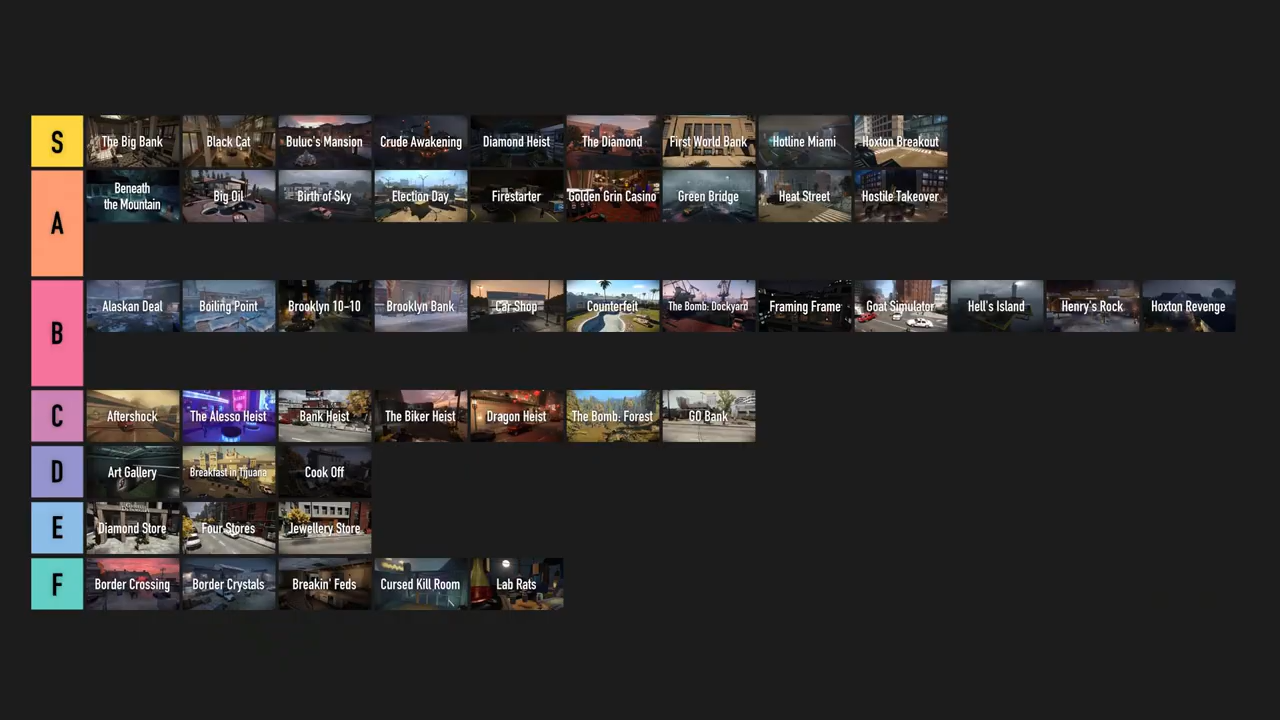 S
The Big Bank
Black Cat
Buluc's Mansion
Crude Awakening
Diamond Heist
The Diamond
First World Bank
Hotline Miami
Hoxton Breakout
A
Beneath
the Mountain
Big Oil
Birth of Sky
Election Day
Firestarter
Golden Grin Casino
Green Bridge
Heat Street
Hostile Takeover
B
Alaskan Deal
Boiling Point
Brooklyn 10-10
Brooklyn Bank
Car Shop
Counterfeit
The Bomb: Dockyard
Framing Frame
Goat Simulator
Hell's Island
Henry's Rock
Hoxton Revenge
C
Aftershock
The Alesso Heist
Bank Heist
The Biker Heist
Dragon Heist
The Bomb: Forest
GO Bank
D
Art Gallery
Breakfast in Tijuana
Cook Off
E
Diamond Store
Four Stores
Jewellery Store
F
Border Crossing
Border Crystals
Breakin' Feds
Cursed Kill Room
Lab Rats